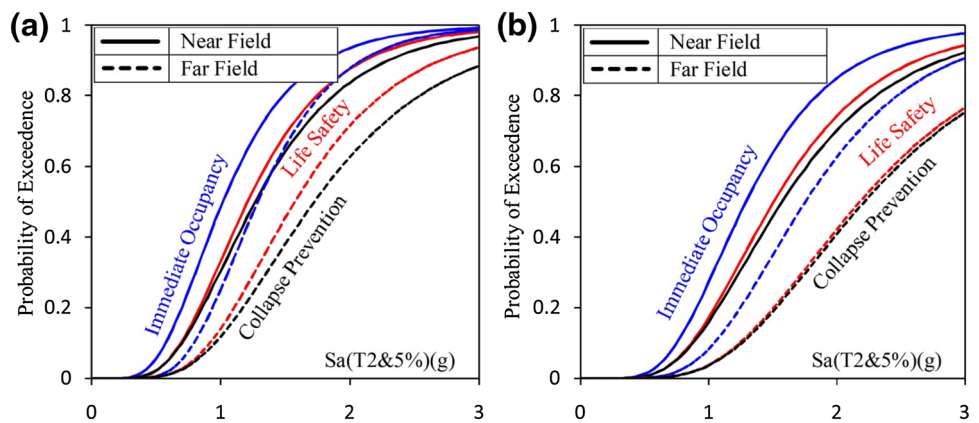 (a)
Probability of Exceedence
1
0.8
0.6
0.4
0.2
0
Near Field
Far Field
Immediate Occupancy
Life Safety
Collapse Prevention
Sa(T2&5%)(g)
0 1 2 3
(b)
Probability of Exceedence
1
0.8
0.6
0.4
0.2
0
Near Field
Far Field
Immediate Occupancy
Life Safety
Collapse Prevention
Sa(T2&5%)(g)
0 1 2 3